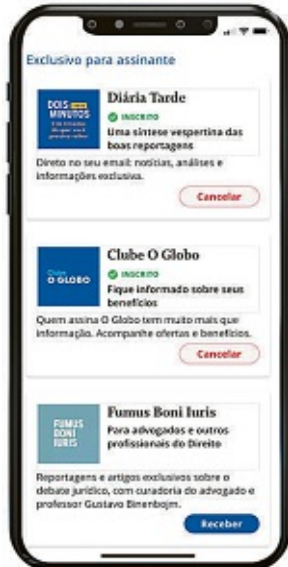 Exclusivo para assinante
DOIS
MINUTOS
Diária Tarde
INSCRITO
Uma síntese vespertina das
boas reportagens
Direto no seu email: notícias, análises e
informações exclusiva.
Cancelar
Clube
O GLOBO
Clube O Globo
INSCRITO
Fique informado sobre seus
benefícios
Quem assina O Globo tem muito mais que
informação. Acompanhe ofertas e benefícios.
Cancelar
FUMUS
BONI
IURIS
Fumus Boni Iuris
Para advogados e outros
profissionais do Direito
Reportagens e artigos exclusivos sobre o
debate jurídico, com curadoria do advogado e
professor Gustavo Binenbojm.
Receber